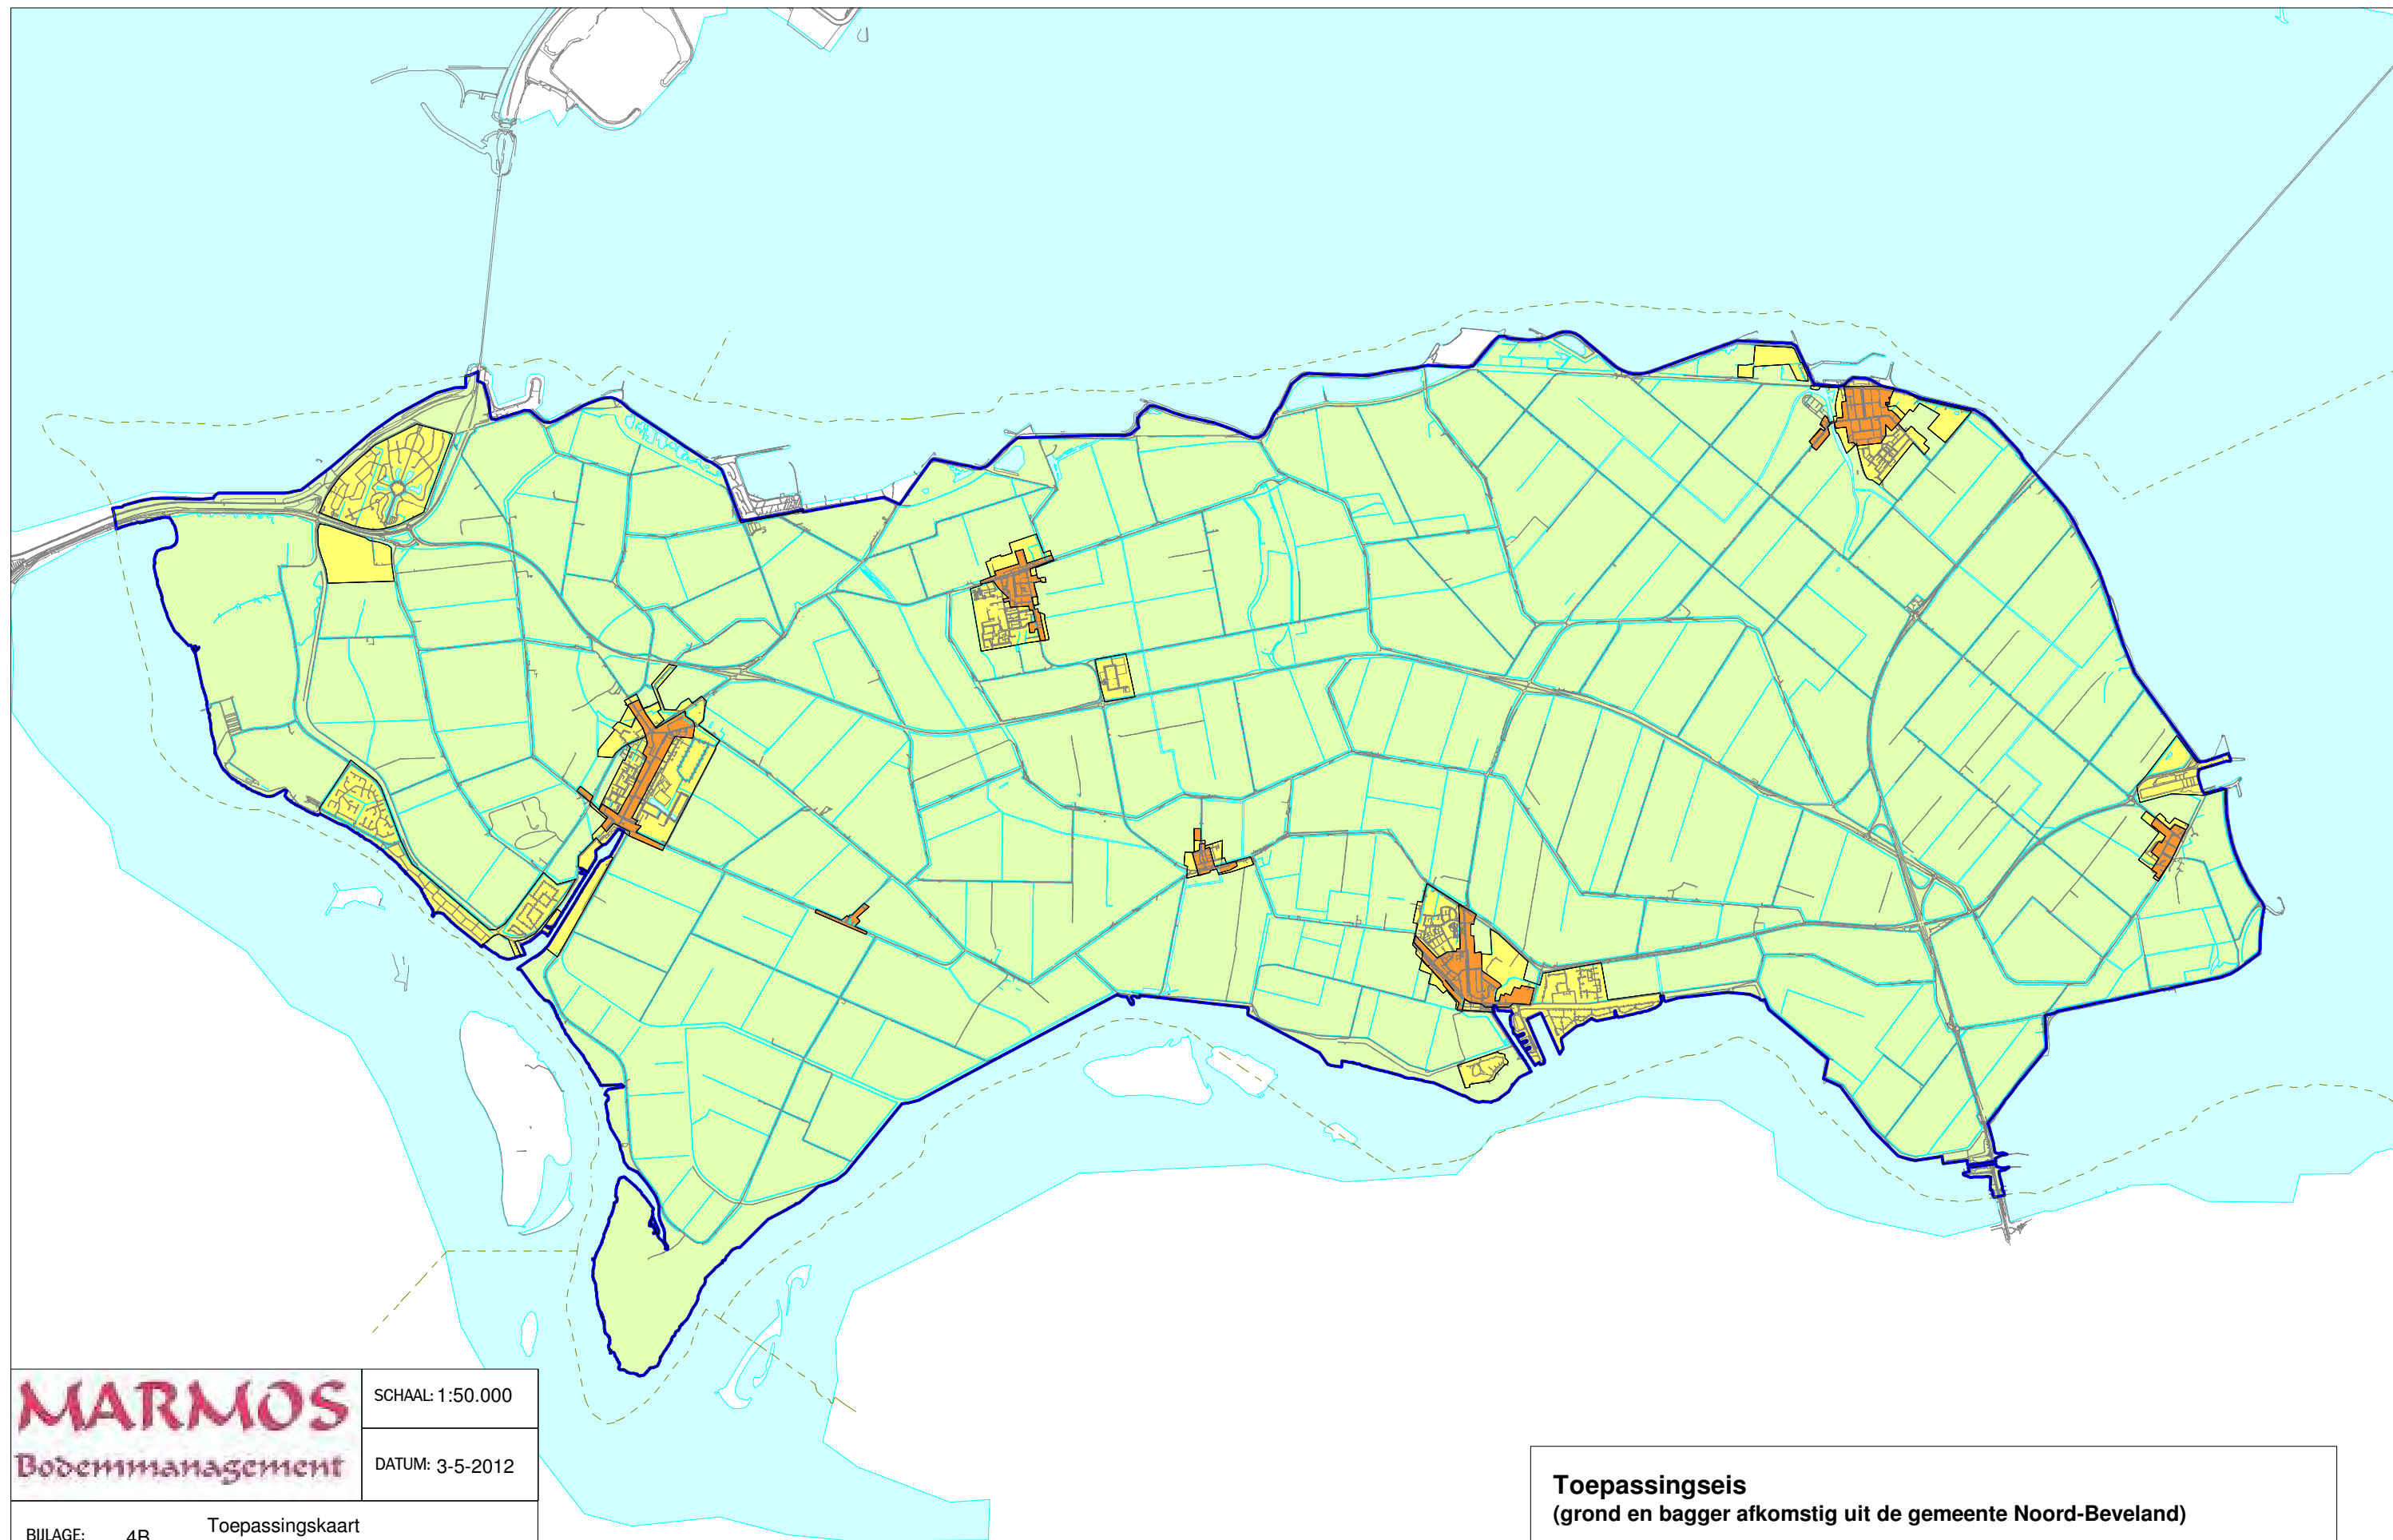 MARMOS
Bodemmanagement
SCHAAL: 1:50.000
DATUM: 3-5-2012
BIJLAGE: 4B
Toepassingskaart
Toepassingseis
(grond en bagger afkomstig uit de gemeente Noord-Beveland)